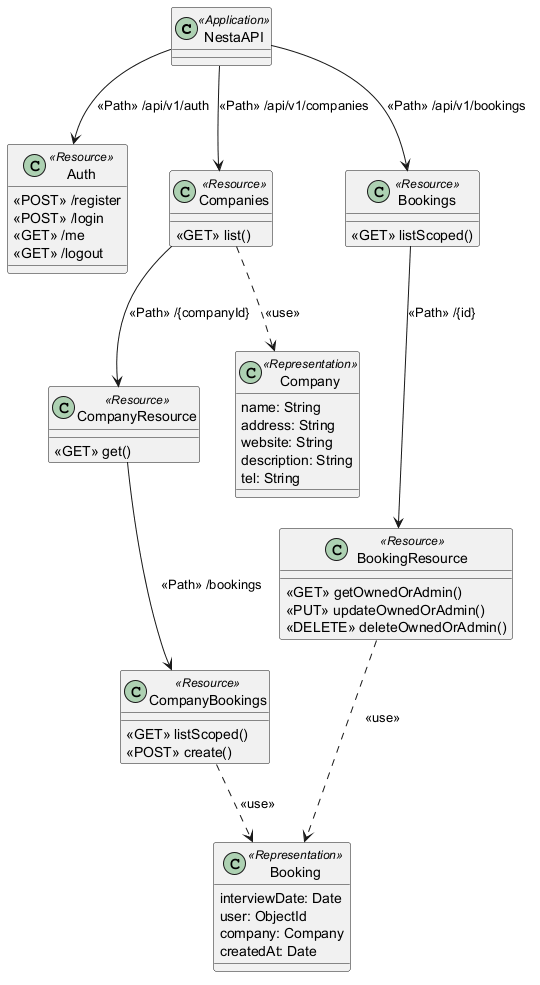 C
«Application»
NestaAPI
«Path» /api/v1/auth
«Path» /api/v1/companies
«Path» /api/v1/bookings
C
«Resource»
Auth
«POST» /register
«POST» /login
«GET» /me
«GET» /logout
C
«Resource»
Companies
«GET» list()
C
«Resource»
Bookings
«GET» listScoped()
«Path» /{companyId}
«use»
«Path» /{id}
C
«Representation»
Company
name: String
address: String
website: String
description: String
tel: String
C
«Resource»
CompanyResource
«GET» get()
C
«Resource»
BookingResource
«GET» getOwnedOrAdmin()
«PUT» updateOwnedOrAdmin()
«DELETE» deleteOwnedOrAdmin()
«Path» /bookings
C
«Resource»
CompanyBookings
«GET» listScoped()
«POST» create()
«use»
«use»
C
«Representation»
Booking
interviewDate: Date
user: ObjectId
company: Company
createdAt: Date